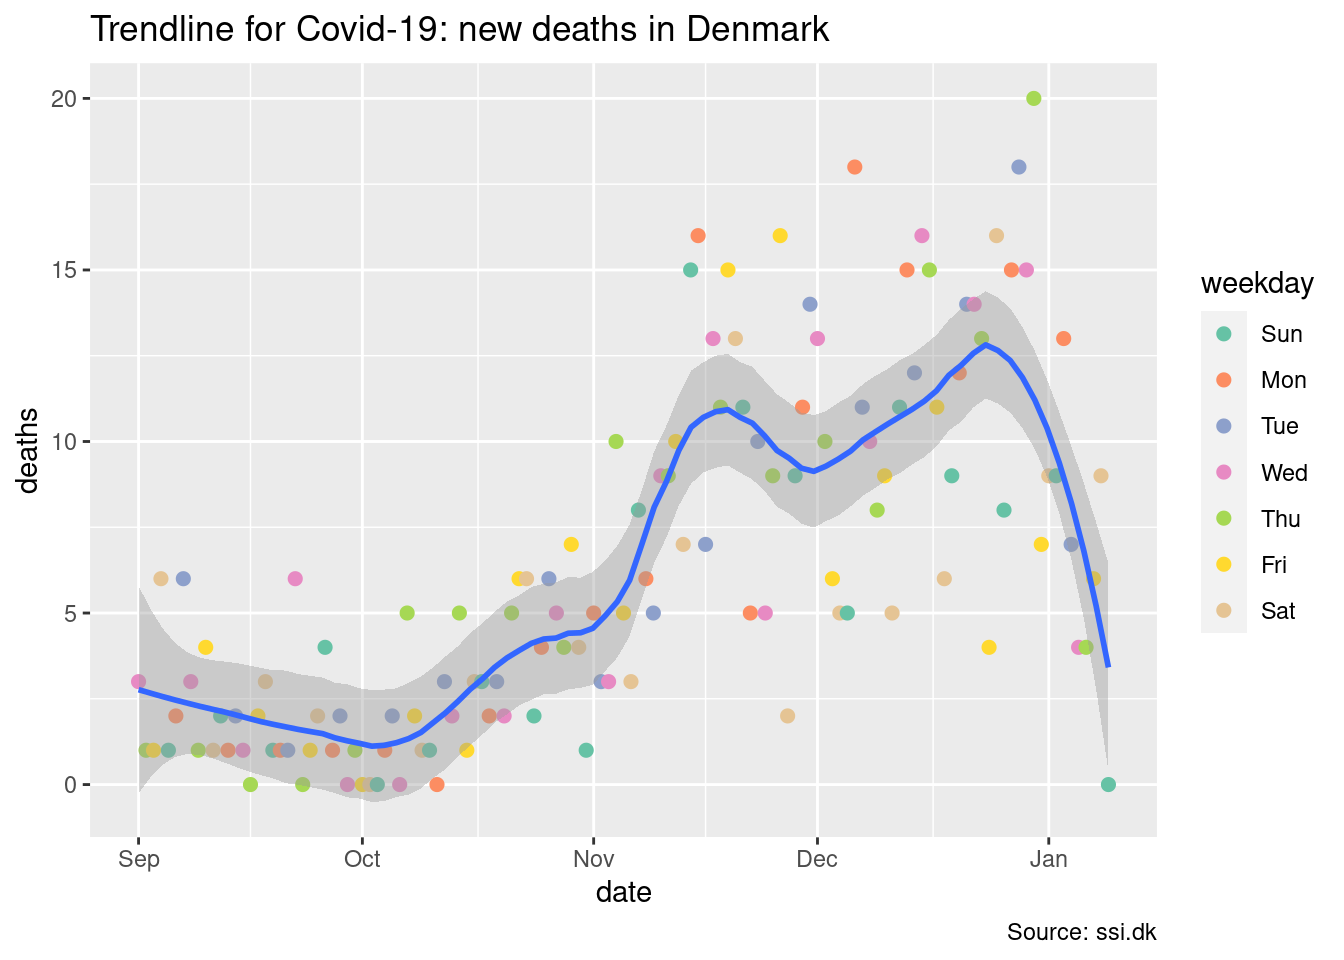 Trendline for Covid-19: new deaths in Denmark
20
15
10
5
0
deaths
Sep Oct Nov Dec Jan
date
weekday
Sun
Mon
Tue
Wed
Thu
Fri
Sat
Source: ssi.dk